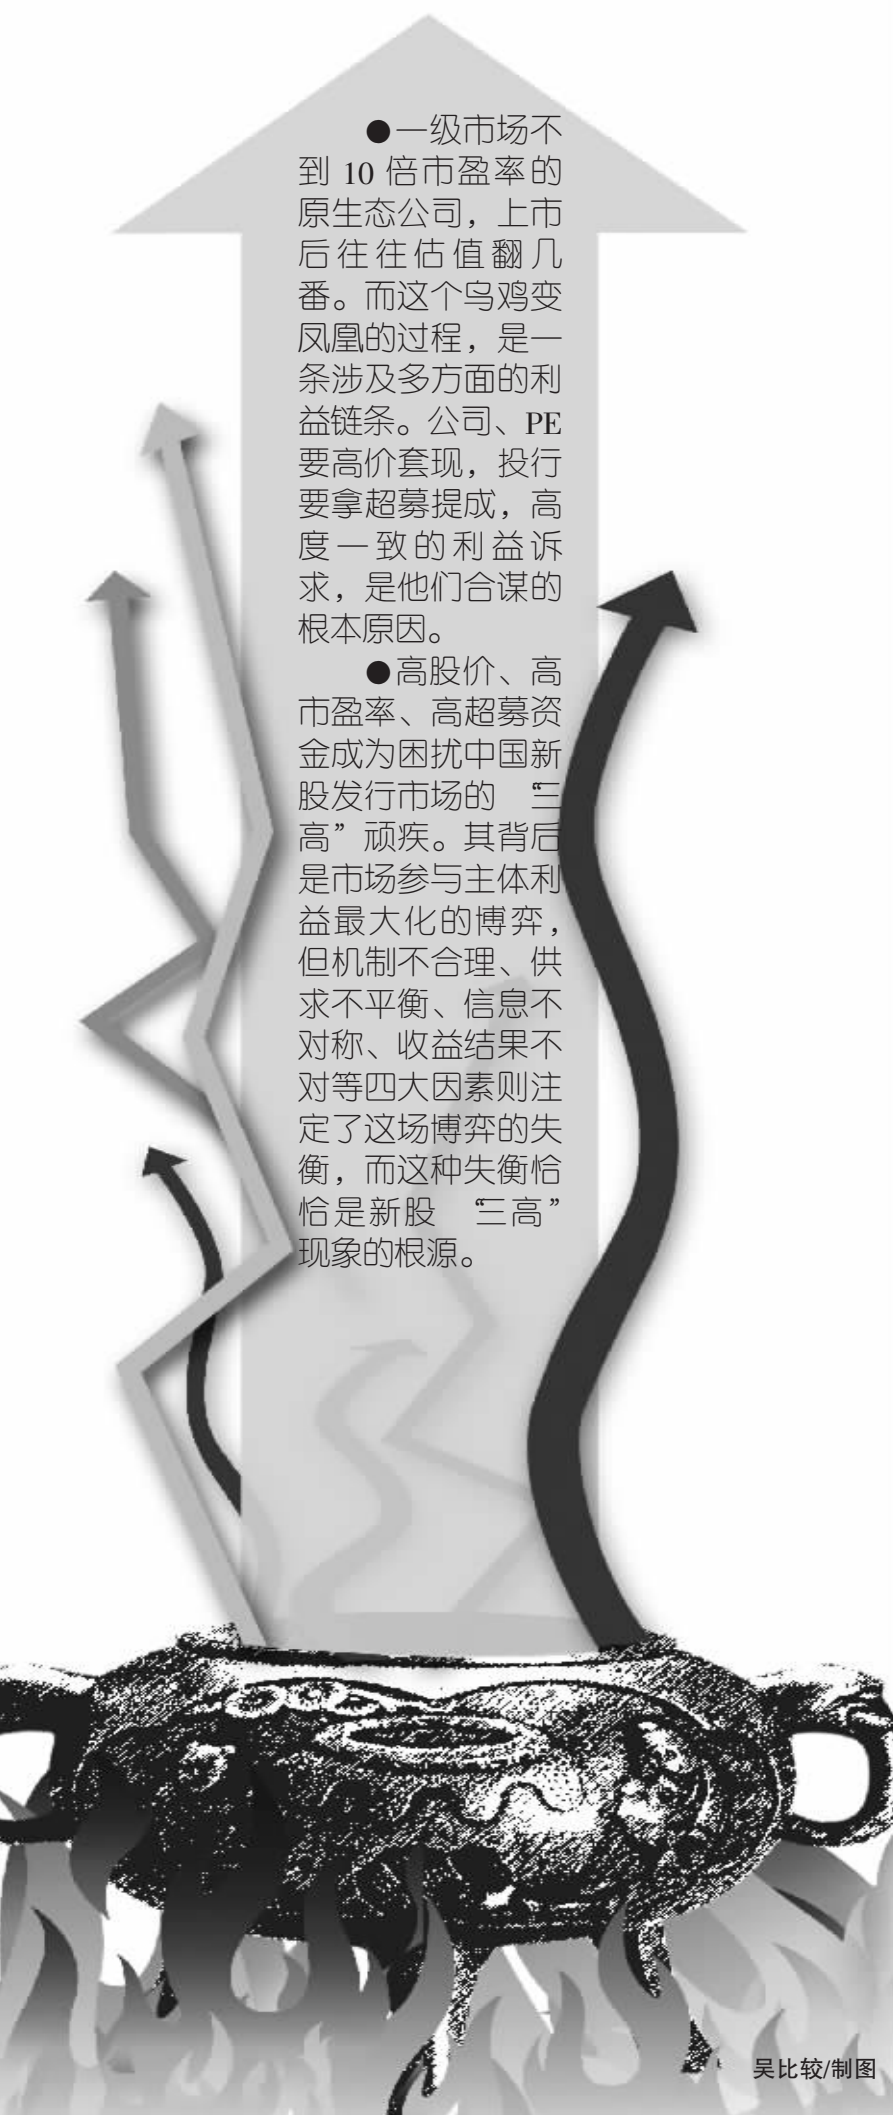 ●一级市场不
到 10 倍市盈率的
原生态公司，上市
后往往估值翻几
番。而这个乌鸡变
凤凰的过程，是一
条涉及多方面的利
益链条。公司、PE
要高价套现，投行
要拿超募提成，高
度一致的利益诉
求，是他们合谋的
根本原因。
●高股价、高
市盈率、高超募资
金成为困扰中国新
股发行市场的“三
高”顽疾。其背后
是市场参与主体利
益最大化的博弈，
但机制不合理、供
求不平衡、信息不
对称、收益结果不
对等四大因素则注
定了这场博弈的失
衡，而这种失衡恰
恰是新股“三高”
现象的根源。
吴比较/制图